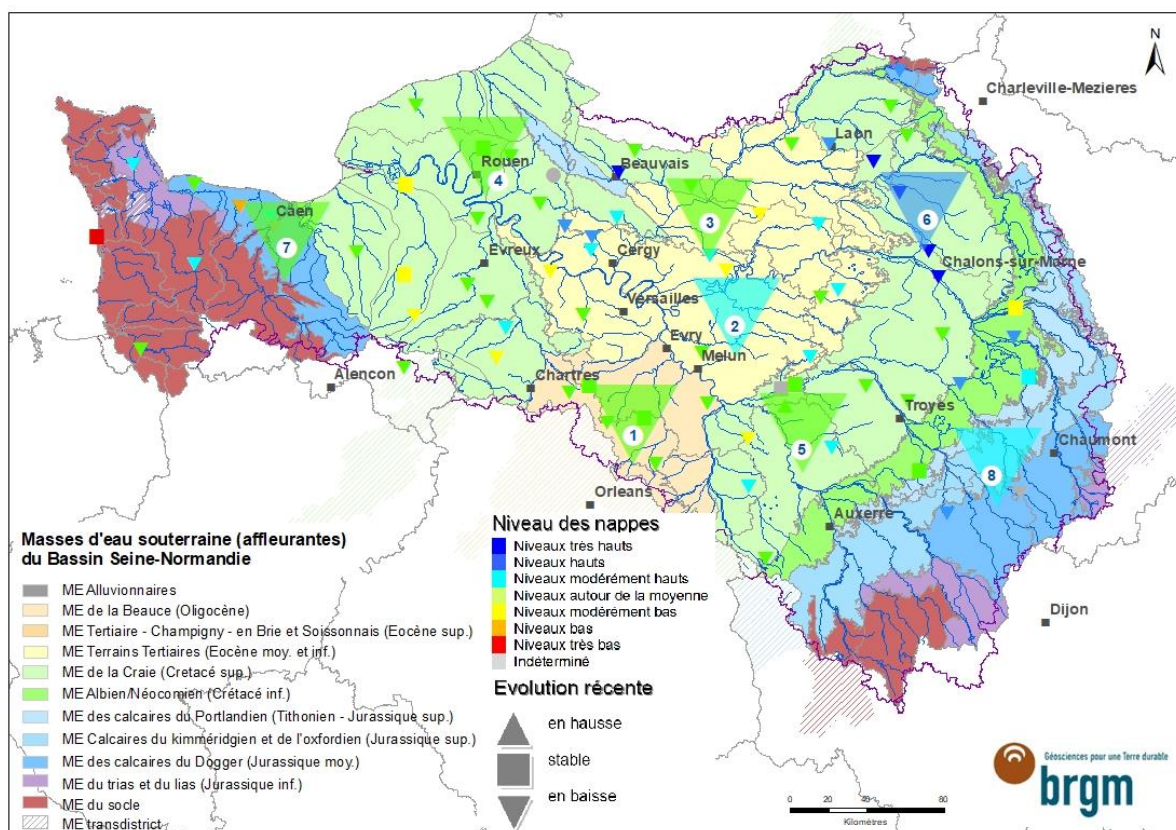 N
Charleville-Mezieres
Laon
Rouen
Beauvais
4
3
6
Caen
7
Evreux
Cergy
Chalons-sur-Marne
Versailles
2
Evry
Melun
Alencon
Chartres
Troyes
1
5
Chaumont
8
Orleans
Auxerre
Dijon
Masses d'eau souterraine (affleurantes)
du Bassin Seine-Normandie
ME Alluvionnaires
ME de la Beauce (Oligocène)
ME Tertiaire - Champigny - en Brie et Soissonnais (Eocène sup.)
ME Terrains Tertiaires (Eocène moy. et inf.)
ME de la Craie (Cretacé sup.)
ME Albien/Néocomien (Crétacé inf.)
ME des calcaires du Portlandien (Tithonien - Jurassique sup.)
ME Calcaires du kimméridgien et de l'oxfordien (Jurassique sup.)
ME des calcaires du Dogger (Jurassique moy.)
ME du trias et du lias (Jurassique inf.)
ME du socle
ME transdistrict
Niveau des nappes
Niveaux très hauts
Niveaux hauts
Niveaux modérément hauts
Niveaux autour de la moyenne
Niveaux modérément bas
Niveaux bas
Niveaux très bas
Indéterminé
Evolution récente
en hausse
stable
en baisse
0 20 40 80
Kilomètres
Géosciences pour une Terre durable
brgm